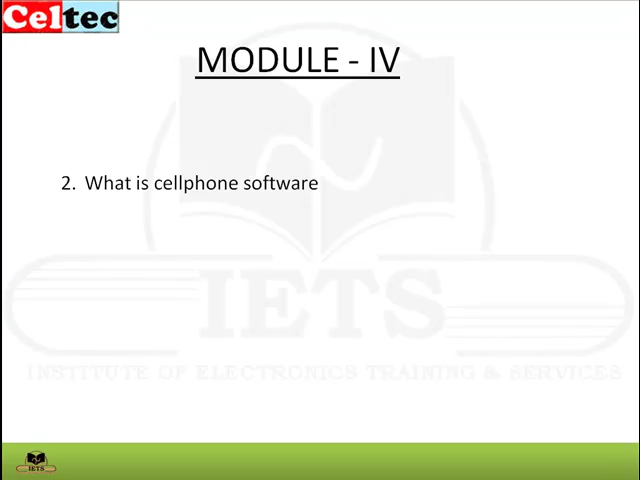 Celtec
MODULE - IV
2. What is cellphone software
IETS
INSTITUTE OF ELECTRONICS TRAINING & SERVICES
IETS